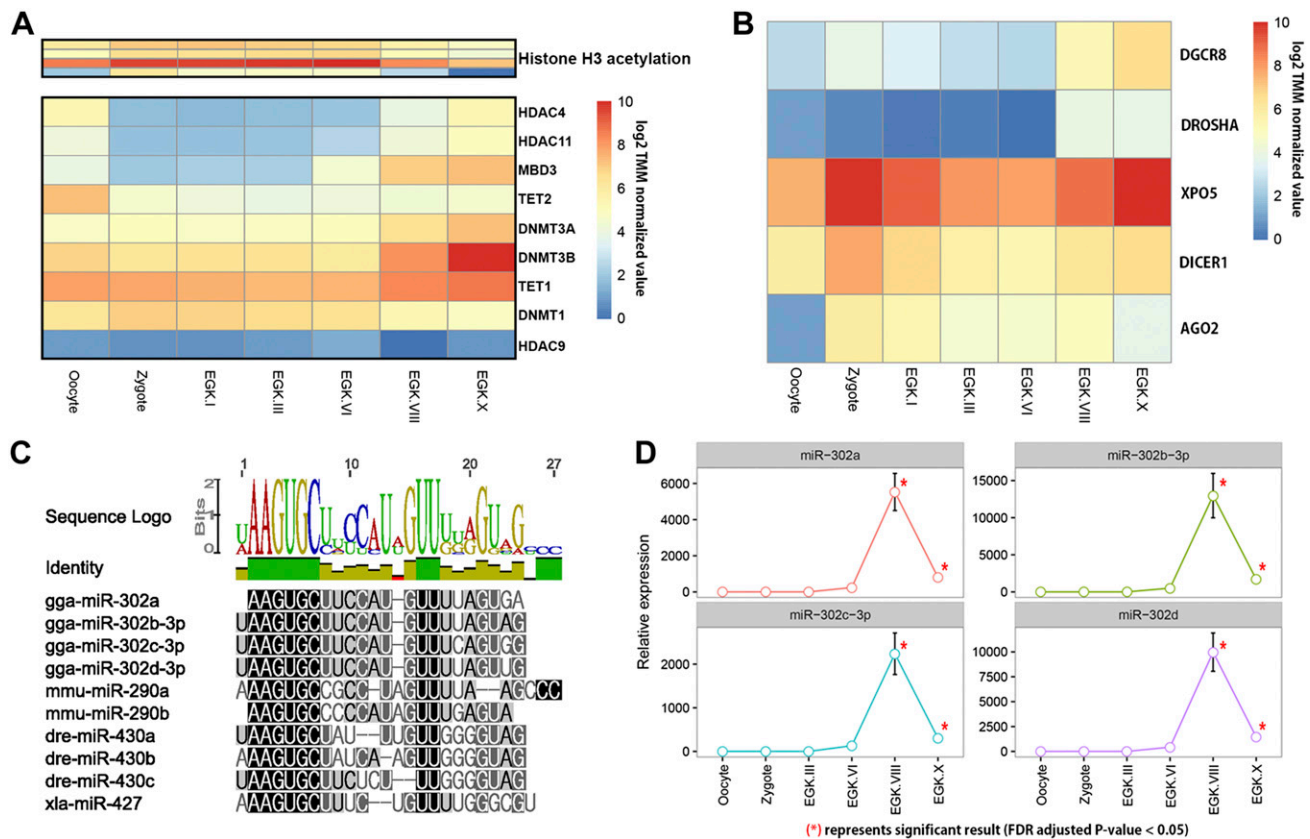 A
Histone H3 acetylation
HDAC4
HDAC11
MBD3
TET2
DNMT3A
DNMT3B
TET1
DNMT1
HDAC9
10
8
6
4
2
0
log2 TMM normalized value
Oocyte
Zygote
EGK.I
EGK.III
EGK.VI
EGK.VIII
EGK.X
B
DGCR8
DROSHA
XPO5
DICER1
AGO2
10
8
6
4
2
0
log2 TMM normalized value
Oocyte
Zygote
EGK.I
EGK.III
EGK.VI
EGK.VIII
EGK.X
C
1 10 20 27
Sequence Logo
Bits
2
1
0
Identity
gga-miR-302a AAGUGCUUCCAU-GUUUUAGUGA
gga-miR-302b-3p UAAGUGCUUCCAU-GUUUUAGUAG
gga-miR-302c-3p UAAGUGCUUCCAU-GUUUCAGUGG
gga-miR-302d-3p UAAGUGCUUCCAU-GUUUUAGUUG
mmu-miR-290a AAAGUGCCGCC-UAGUUUUA--AGCCC
mmu-miR-290b AAGUGCCCCCAUAGUUUGAGUA
dre-miR-430a UAAGUGCUAU--UUGUUGGGGUAG
dre-miR-430b AAAGUGCUAUCAA-GUUGGGGUAG
dre-miR-430c UAAGUGCUUCUCU--UUGGGGUAG
xla-miR-427 AAAGUGCUUUC--UGUUUUGGGCGU
D
Relative expression
miR-302a
6000
4000
2000
0
miR-302b-3p
15000
10000
5000
0
miR-302c-3p
2000
1000
0
miR-302d
10000
7500
5000
2500
0
* * * * * * * *
Oocyte
Zygote
EGK.III
EGK.VI
EGK.VIII
EGK.X
Oocyte
Zygote
EGK.III
EGK.VI
EGK.VIII
EGK.X
(*) represents significant result (FDR adjusted P-value < 0.05)